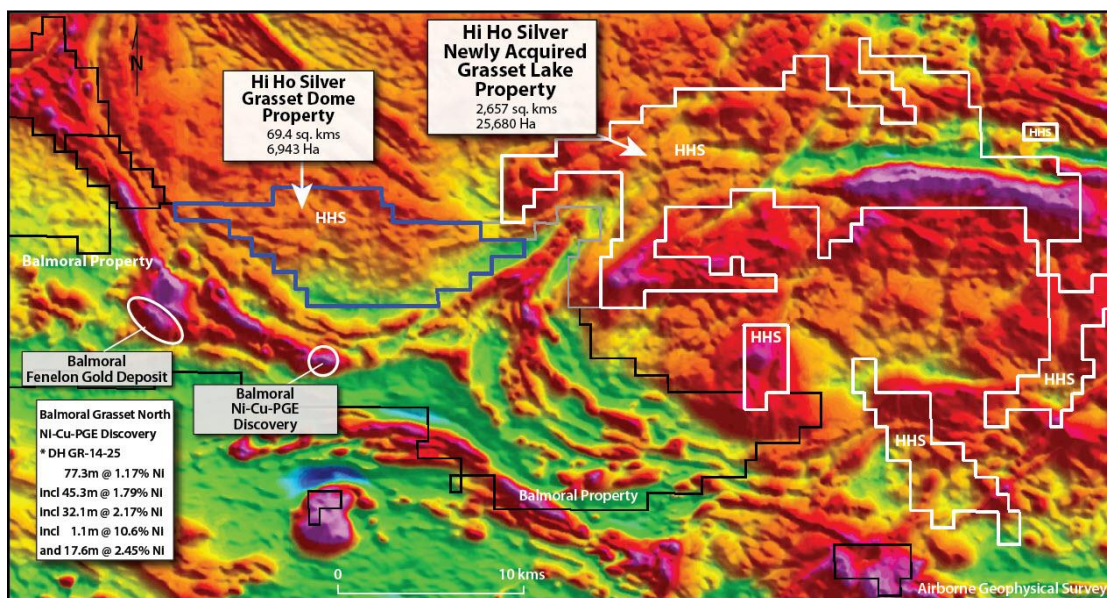 N
Hi Ho Silver
Grasset Dome
Property
69.4 sq. kms
6,943 Ha
Hi Ho Silver
Newly Acquired
Grasset Lake
Property
2,657 sq. kms
25,680 Ha
HHS
HHS
HHS
Balmoral Property
Balmoral
Fenelon Gold Deposit
Balmoral
Ni-Cu-PGE
Discovery
HHS
HHS
HHS
Balmoral Grasset North
Ni-Cu-PGE Discovery
* DH GR-14-25
77.3m @ 1.17% NI
Incl 45.3m @ 1.79% NI
Incl 32.1m @ 2.17% NI
Incl 1.1m @ 10.6% NI
and 17.6m @ 2.45% NI
Balmoral Property
0 10 kms
Airborne Geophysical Survey